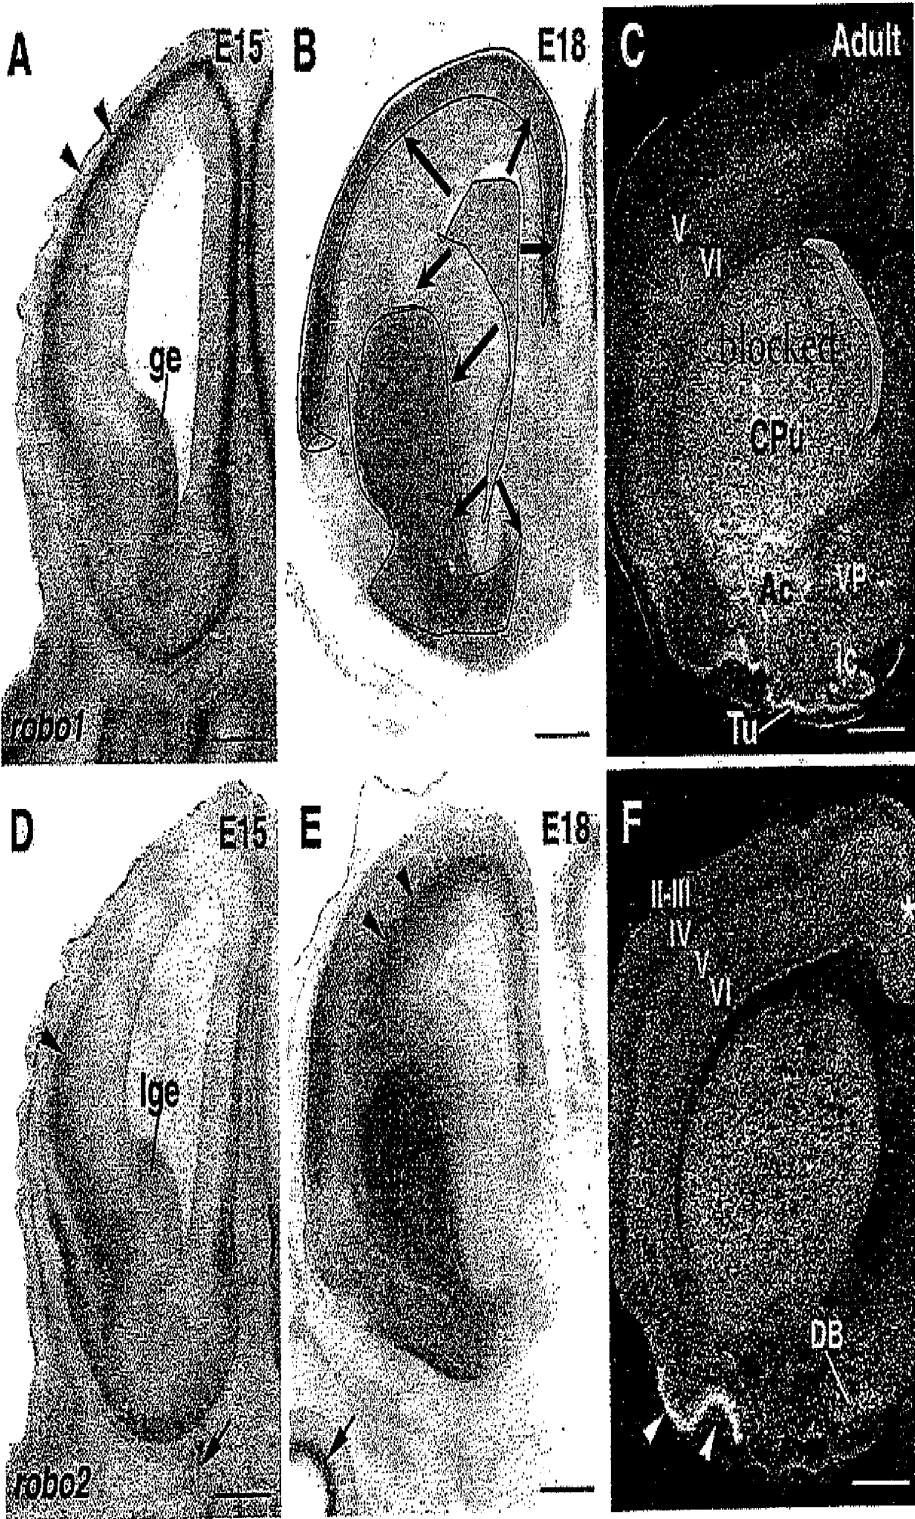 A
E15
ge
robo1
B
E18
C
Adult
V
VI
blocked
CPu
Ac
VP
Ic
Tu
D
E15
lge
robo2
E
E18
F
II-III
IV
V
VI
*
DB